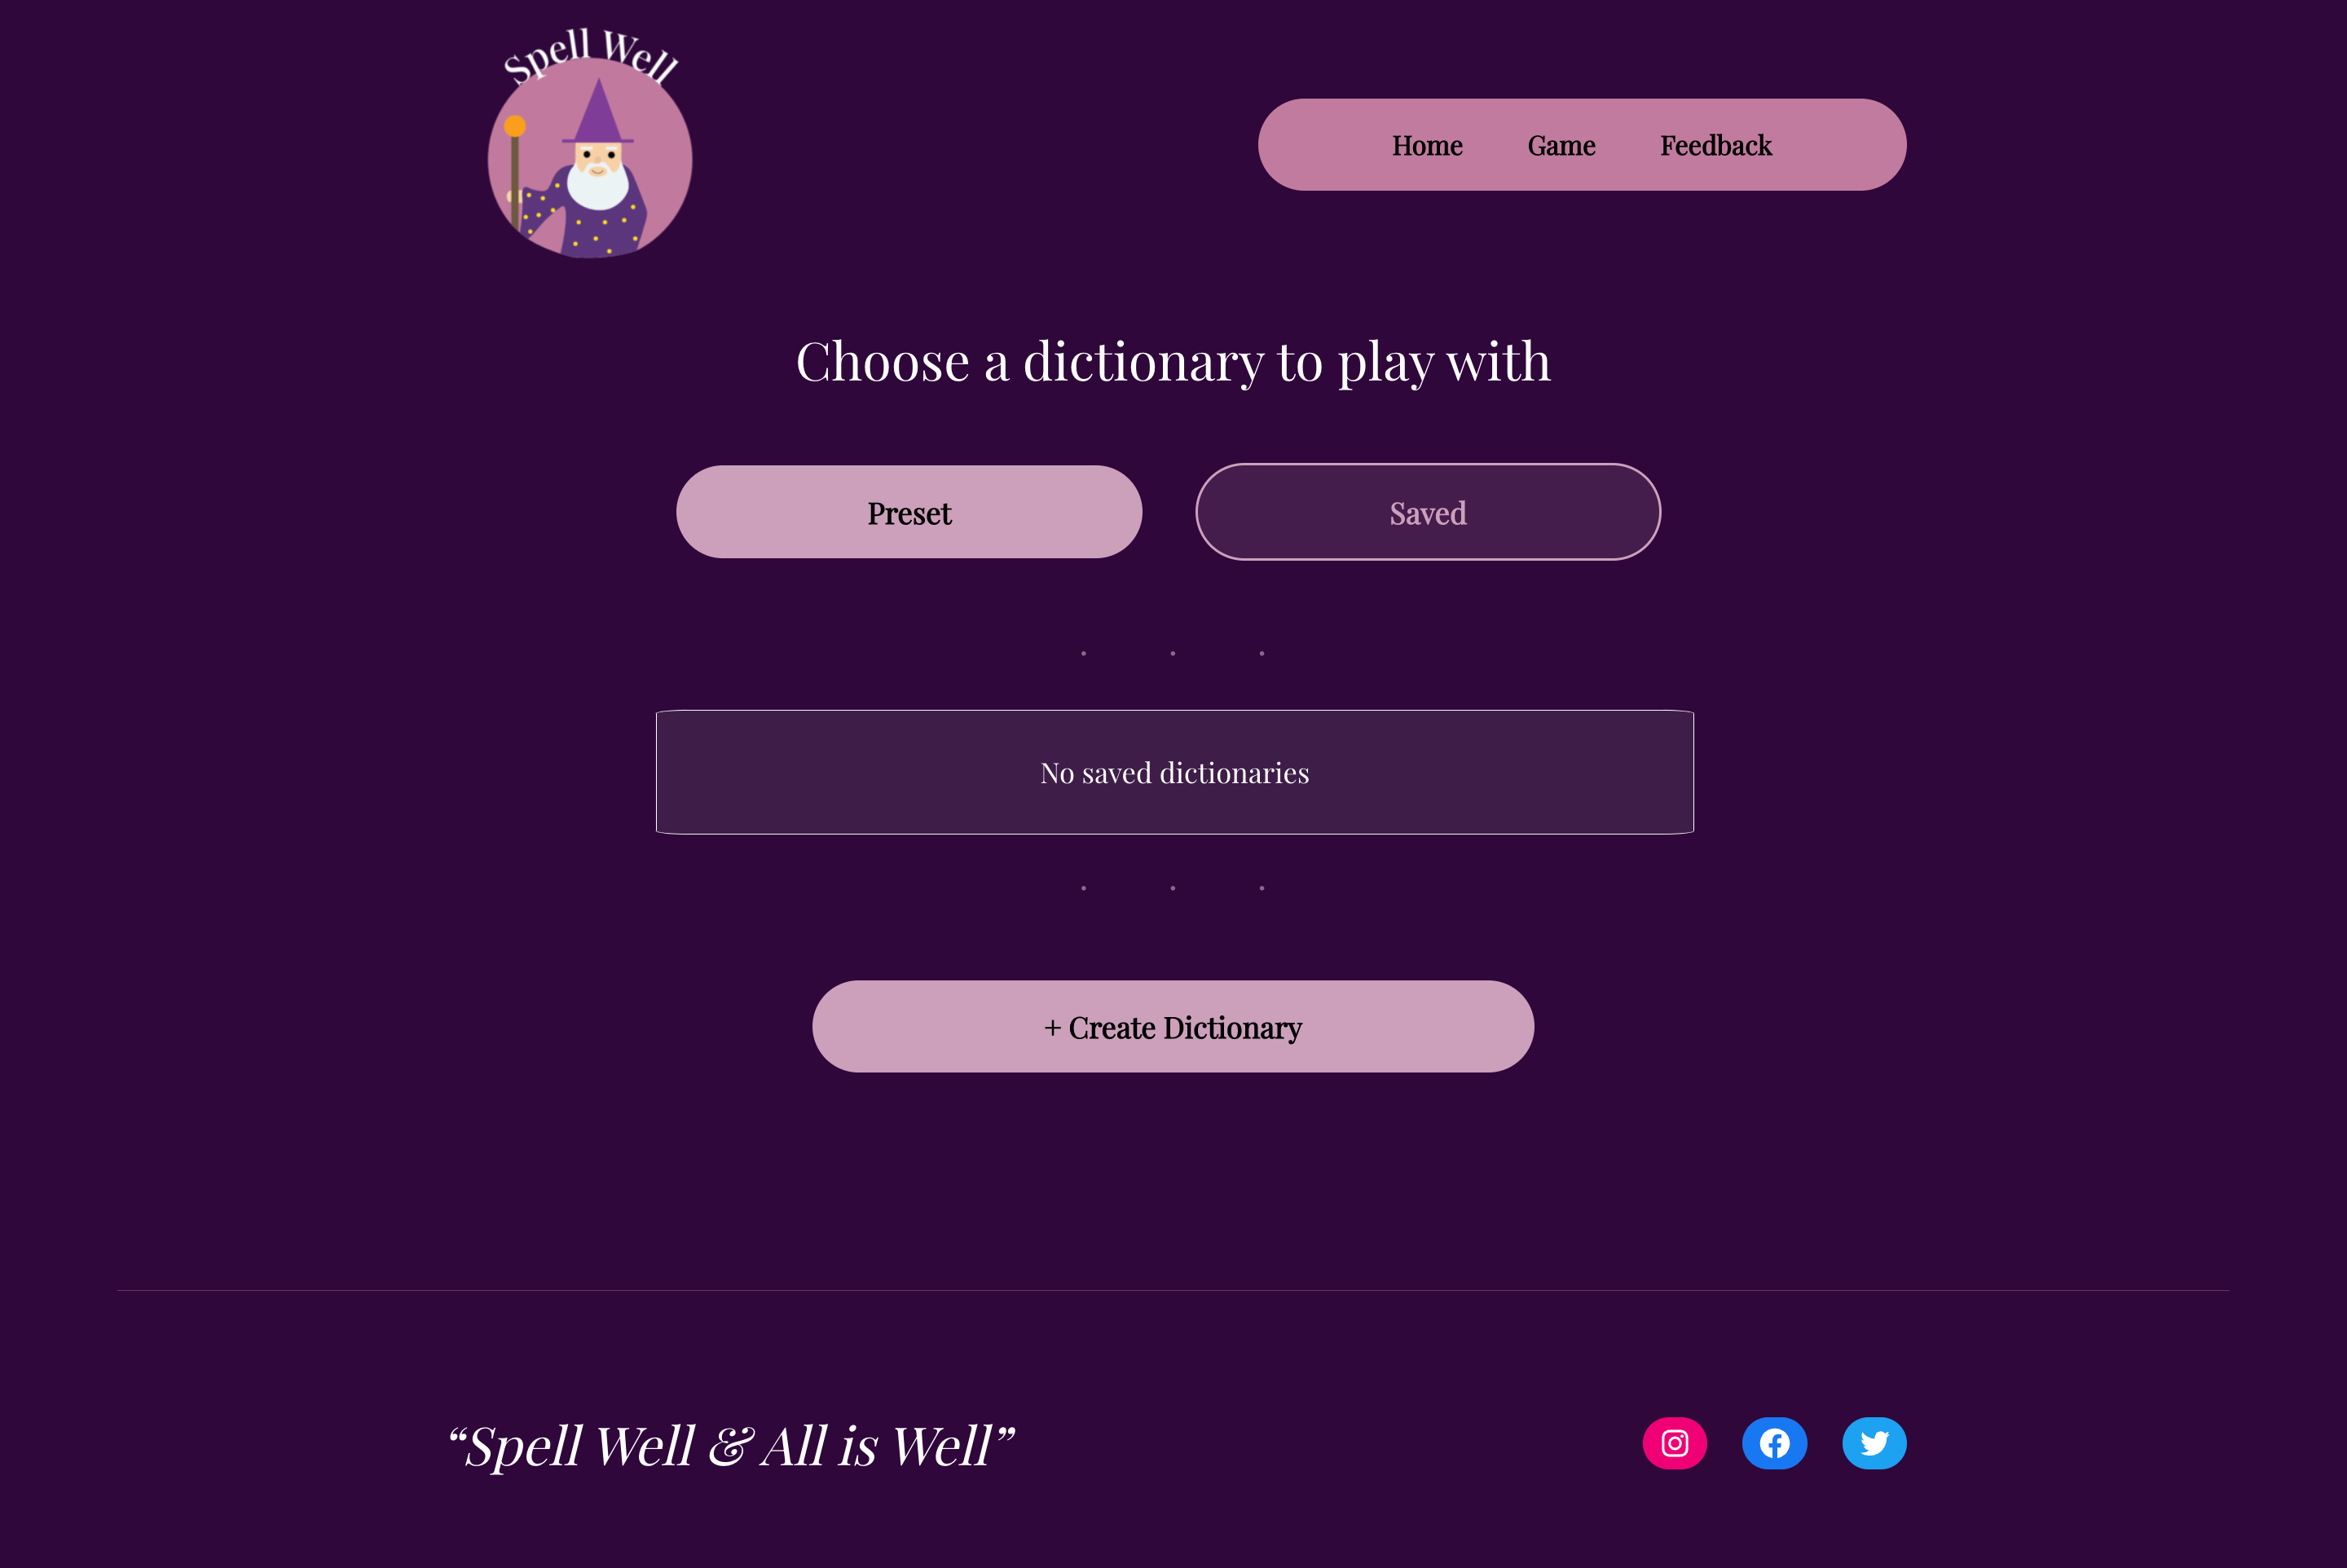 Spell Well
Home Game Feedback
Choose a dictionary to play with
Preset Saved
No saved dictionaries
+ Create Dictionary
“Spell Well & All is Well”